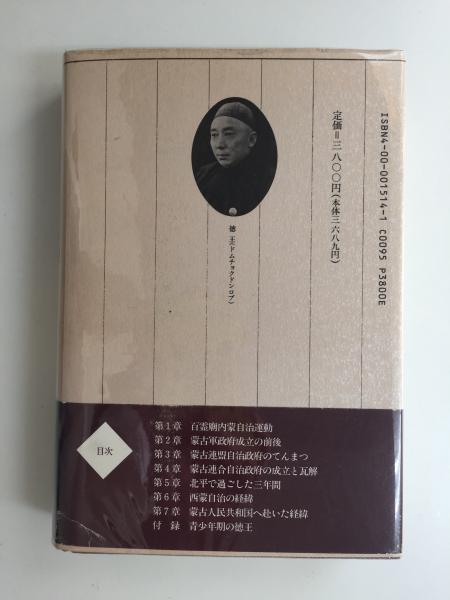 ISBN4-00-001514-1 C0095 P3800E
定価=三八〇〇円(本体三六八九円)
徳 王(ドムチョクドンロプ)
目次
第1章 百霊廟内蒙自治運動
第2章 蒙古軍政府成立の前後
第3章 蒙古連盟自治政府のてんまつ
第4章 蒙古連合自治政府の成立と瓦解
第5章 北平で過ごした三年間
第6章 西蒙自治の経緯
第7章 蒙古人民共和国へ赴いた経緯
付 録 青少年期の徳王